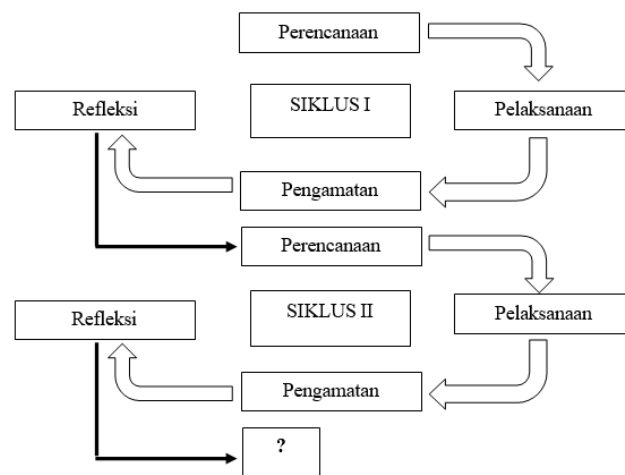 Perencanaan
Refleksi
SIKLUS I
Pelaksanaan
Pengamatan
Perencanaan
Refleksi
SIKLUS II
Pelaksanaan
Pengamatan
?